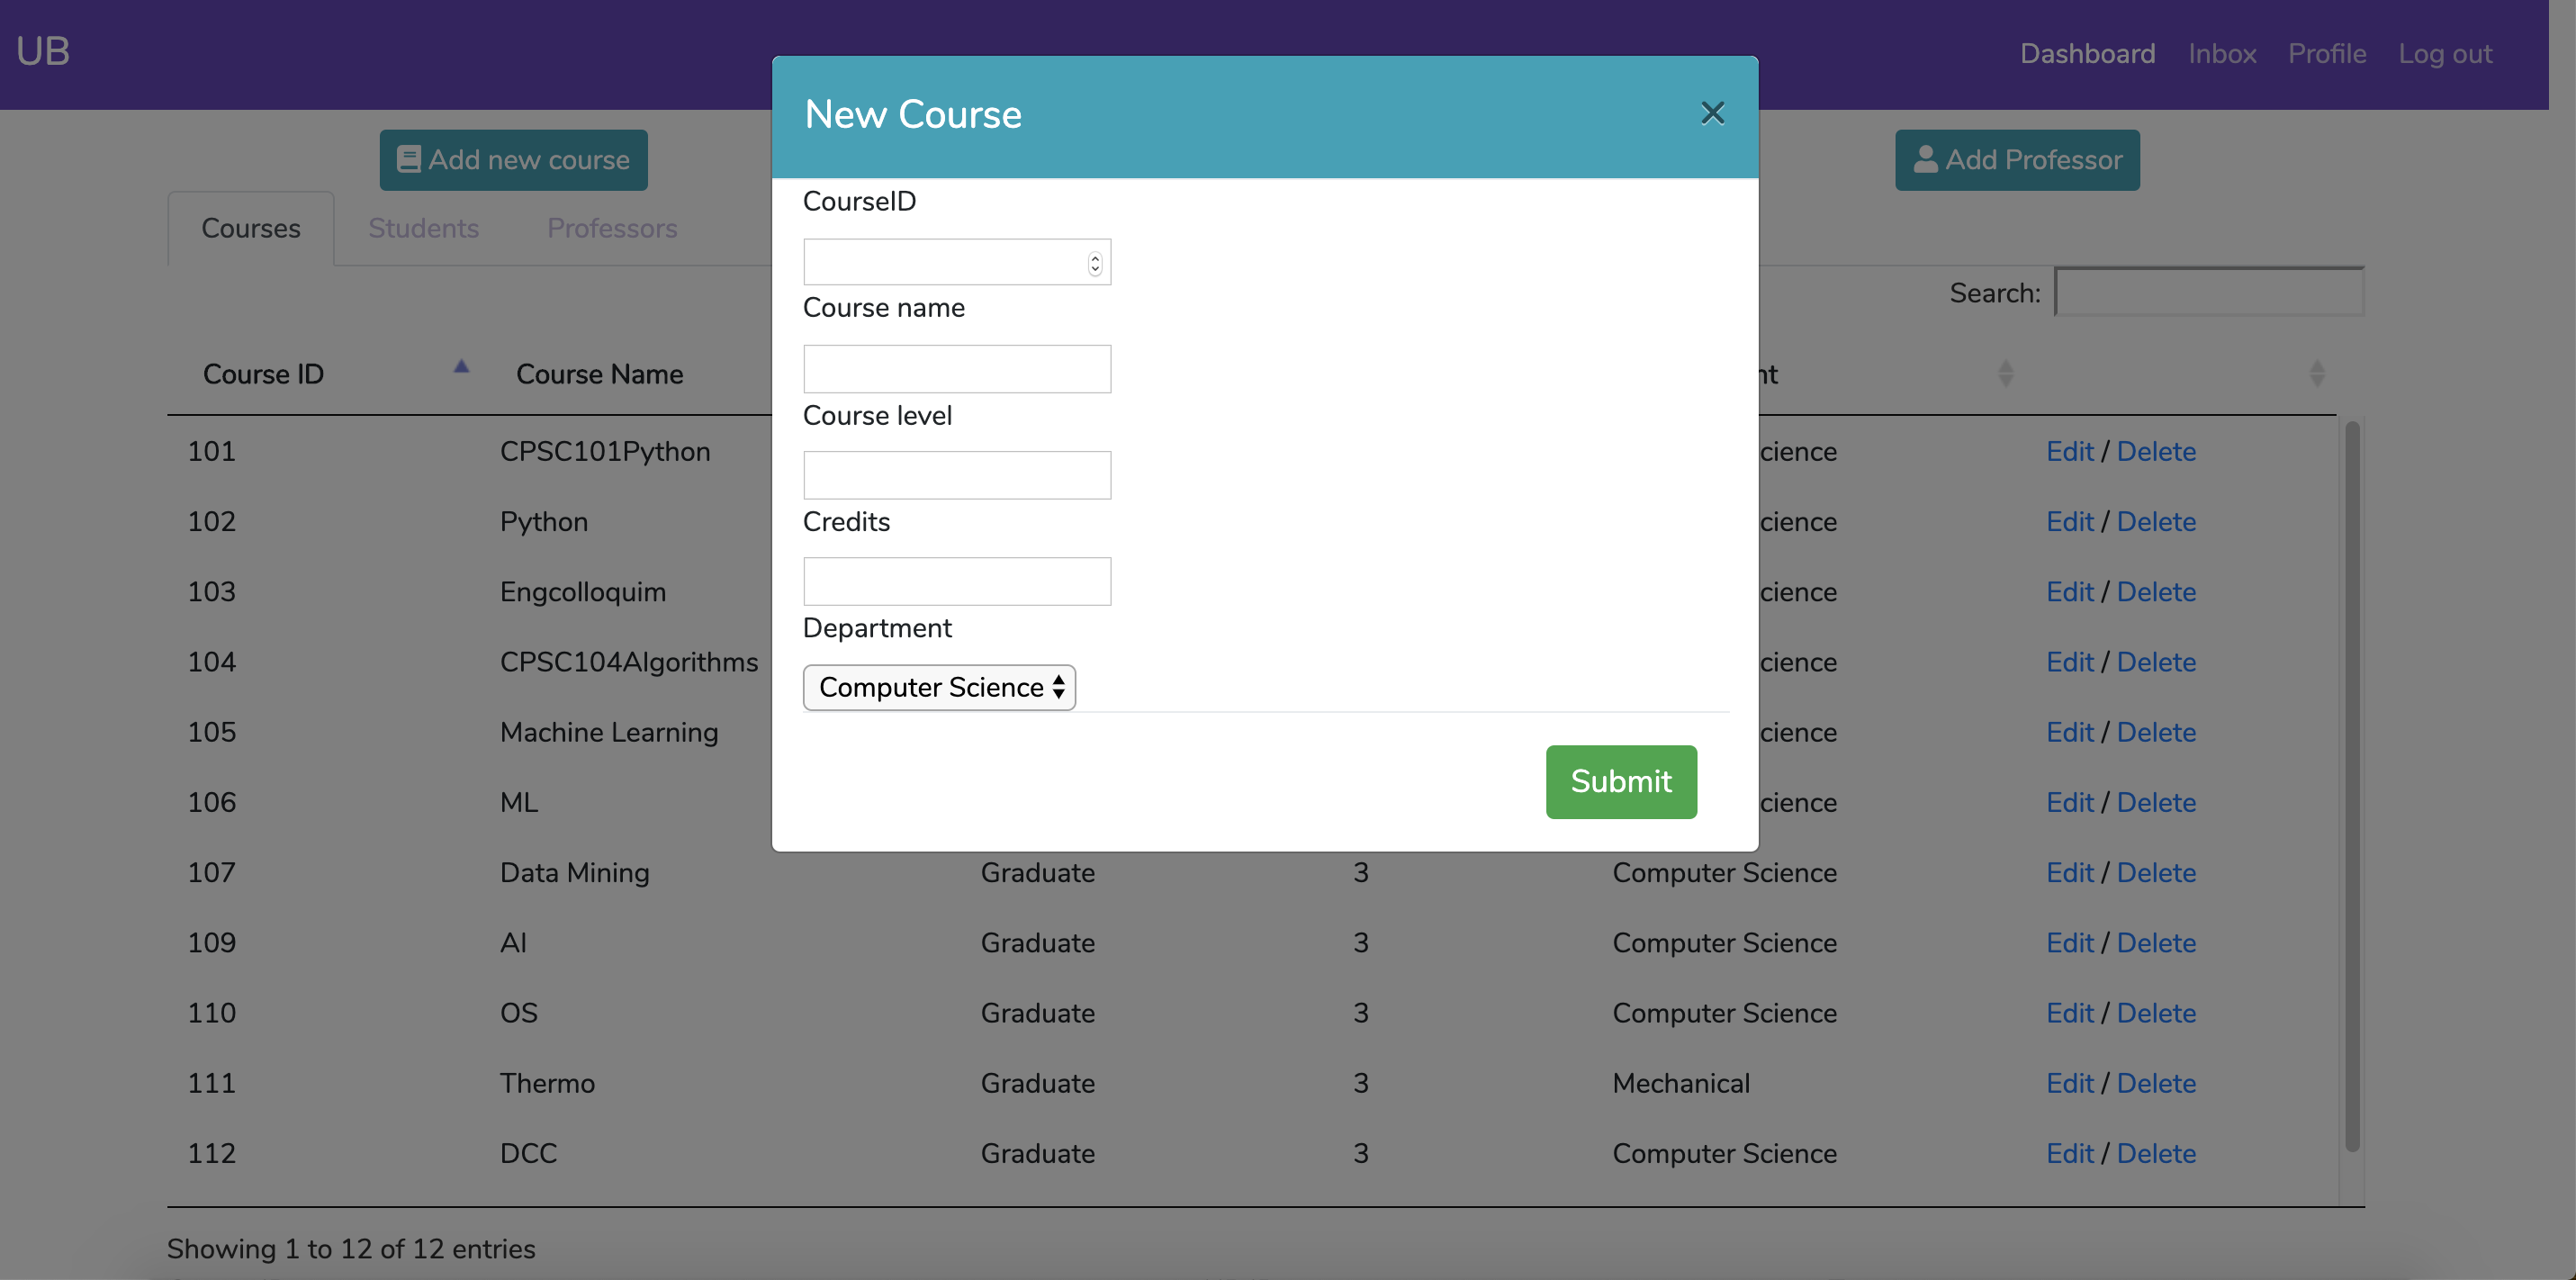 UB
Dashboard Inbox Profile Log out
New Course
Add new course
Add Professor
Courses Students Professors
CourseID
Search:
Course name
Course ID Course Name nt
Course level
101 CPSC101Python cience Edit / Delete
Credits
102 Python cience Edit / Delete
103 Engcolloquim cience Edit / Delete
Department
104 CPSC104Algorithms cience Edit / Delete
Computer Science
105 Machine Learning cience Edit / Delete
Submit
106 ML cience Edit / Delete
107 Data Mining Graduate 3 Computer Science Edit / Delete
109 AI Graduate 3 Computer Science Edit / Delete
110 OS Graduate 3 Computer Science Edit / Delete
111 Thermo Graduate 3 Mechanical Edit / Delete
112 DCC Graduate 3 Computer Science Edit / Delete
Showing 1 to 12 of 12 entries